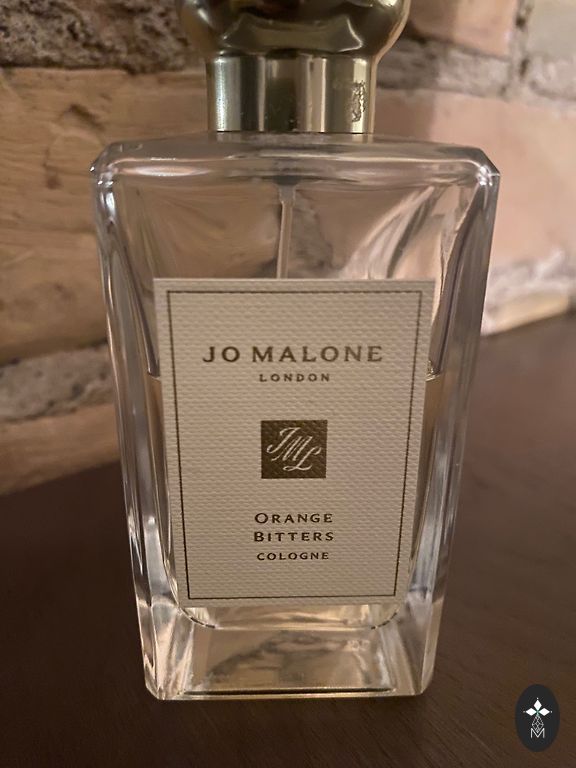 JO MALONE
LONDON
JML
ORANGE
BITTERS
COLOGNE
M